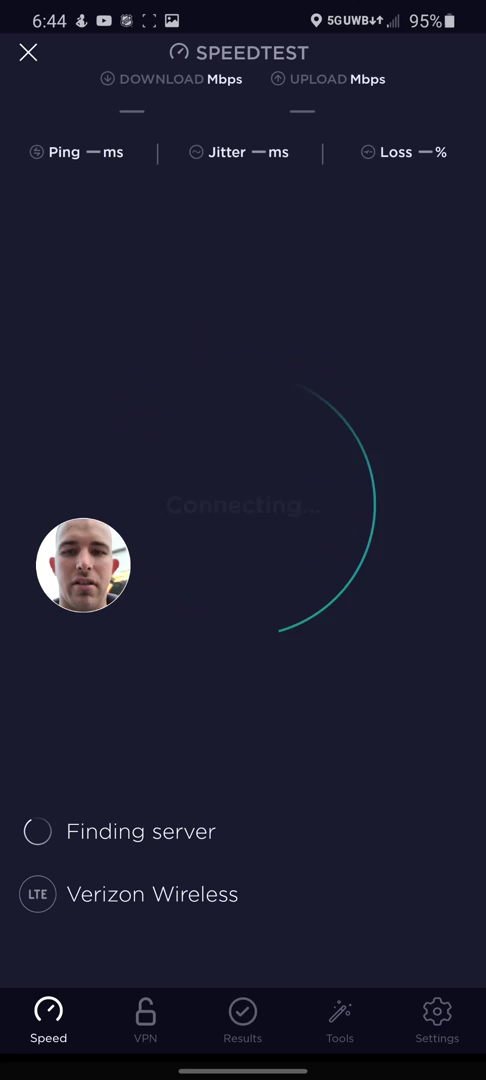 6:44 5GUWB 95%
SPEEDTEST
DOWNLOAD Mbps UPLOAD Mbps
— —
Ping — ms Jitter — ms Loss — %
Connecting...
Finding server
LTE Verizon Wireless
Speed VPN Results Tools Settings